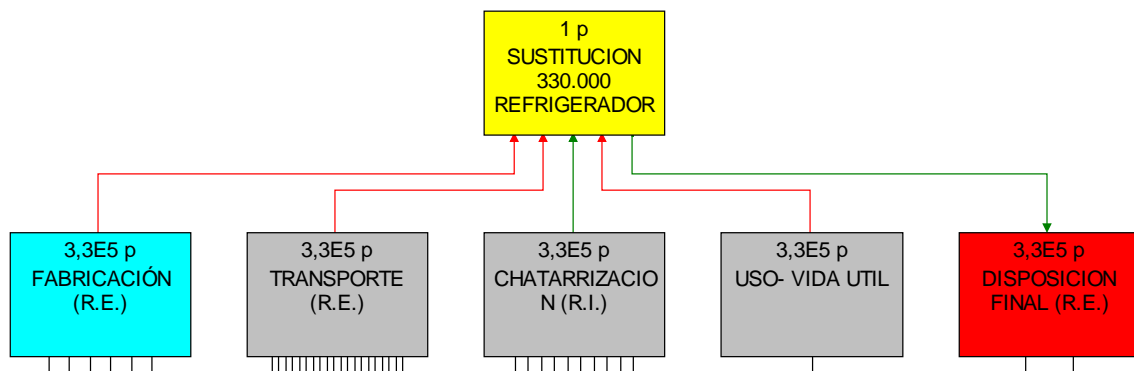 1 p
SUSTITUCION
330.000
REFRIGERADOR
3,3E5 p
FABRICACIÓN
(R.E.)
3,3E5 p
TRANSPORTE
(R.E.)
3,3E5 p
CHATARRIZACIO
N (R.I.)
3,3E5 p
USO- VIDA UTIL
3,3E5 p
DISPOSICION
FINAL (R.E.)